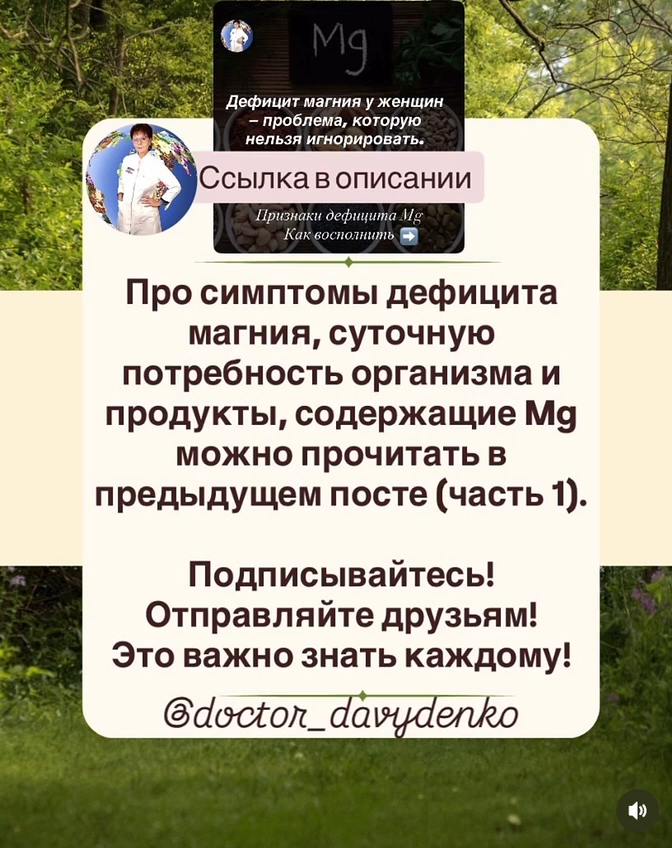 Mg
Дефицит магния у женщин
– проблема, которую
нельзя игнорировать.
Ссылка в описании
Признаки дефицита Mg
Как восполнить
Про симптомы дефицита
магния, суточную
потребность организма и
продукты, содержащие Mg
можно прочитать в
предыдущем посте (часть 1).
Подписывайтесь!
Отправляйте друзьям!
Это важно знать каждому!
@doctor_davydenko